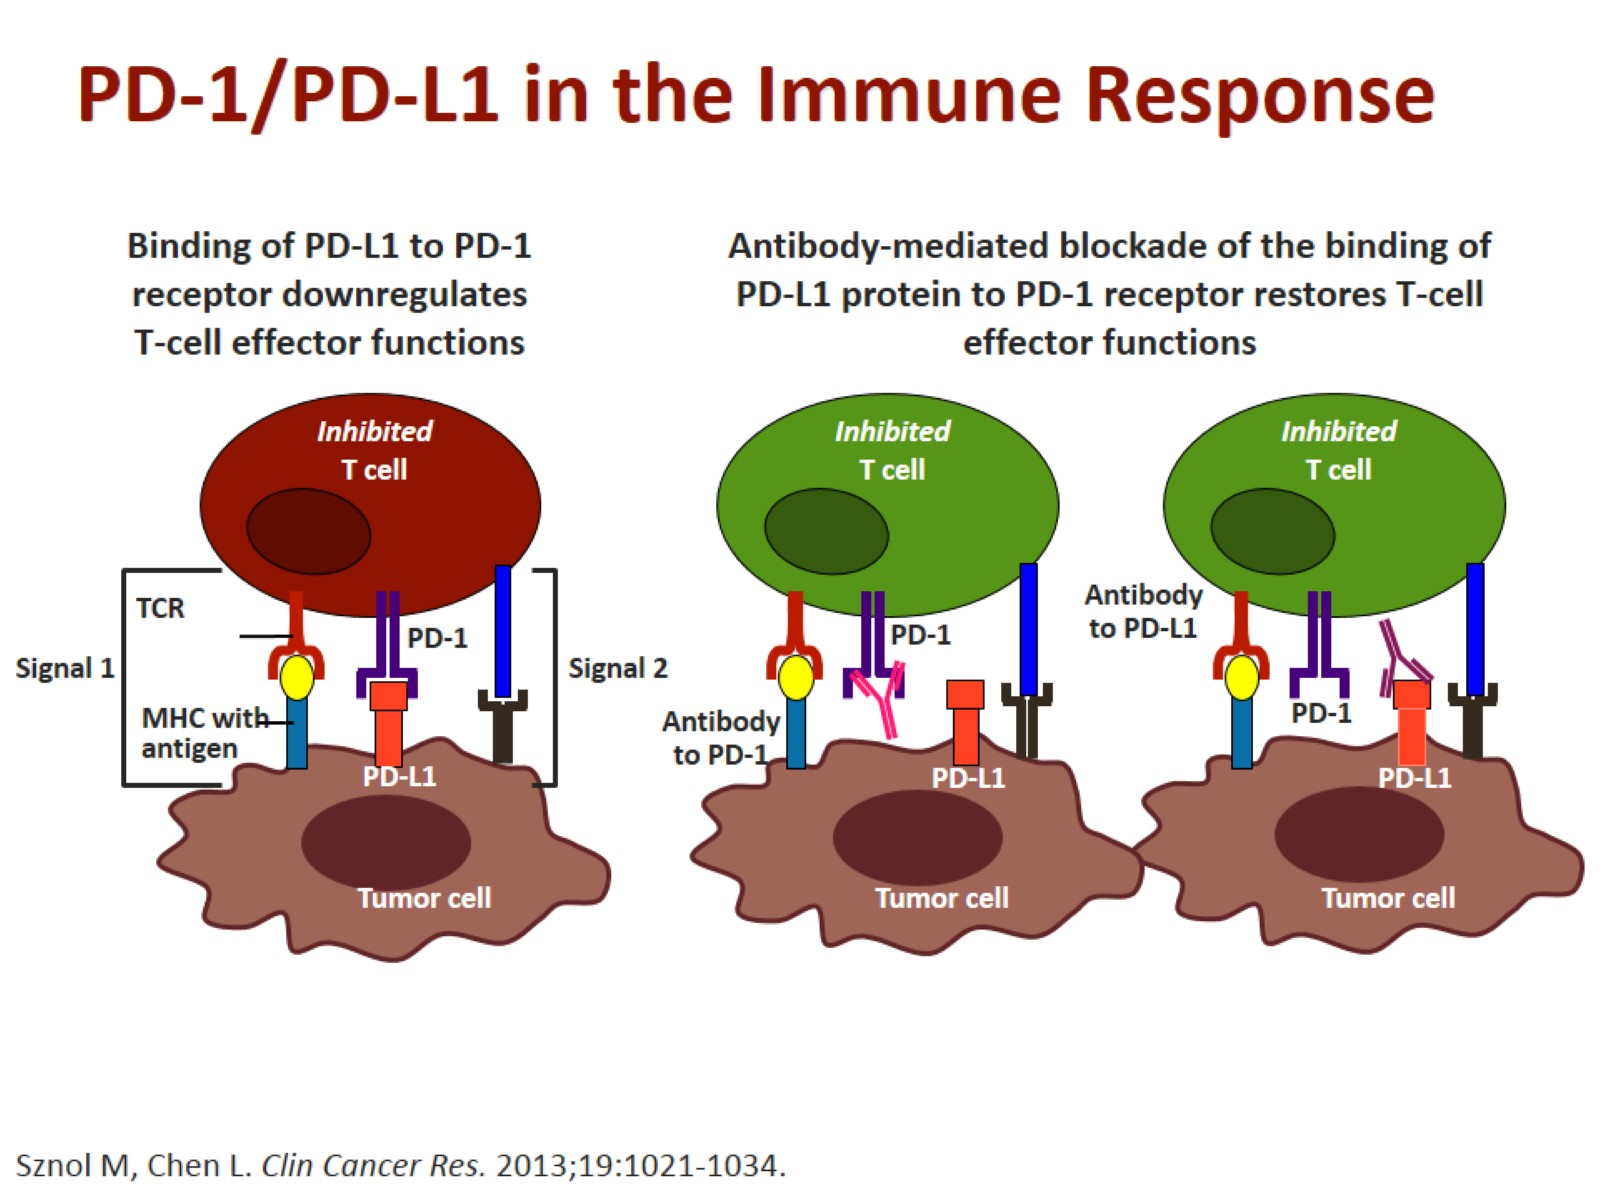 PD-1/PD-L1 in the Immune Response
Binding of PD-L1 to PD-1
receptor downregulates
T-cell effector functions
Antibody-mediated blockade of the binding of
PD-L1 protein to PD-1 receptor restores T-cell
effector functions
Inhibited
T cell
TCR
PD-1
Signal 1
Signal 2
MHC with
antigen
PD-L1
Tumor cell
Inhibited
T cell
PD-1
Antibody
to PD-1
PD-L1
Tumor cell
Inhibited
T cell
Antibody
to PD-L1
PD-1
PD-L1
Tumor cell
Sznol M, Chen L. Clin Cancer Res. 2013;19:1021-1034.